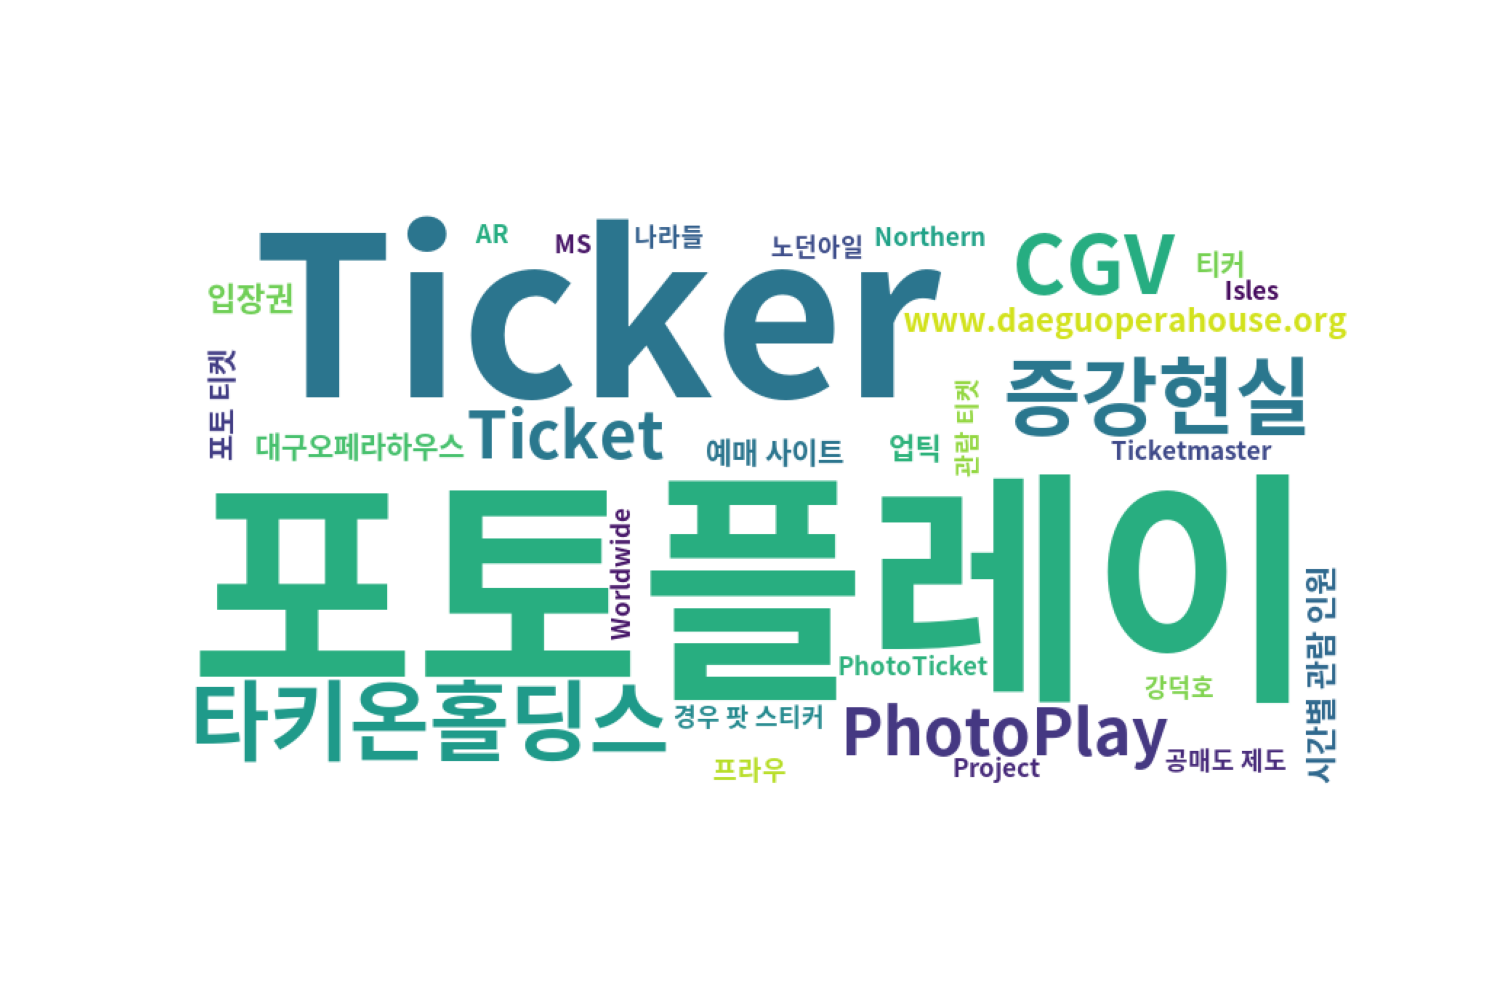 Ticker
AR
MS
나라들
노던아일
Northern
CGV
티커
Isles
입장권
www.daeguoperahouse.org
포토 티켓
증강현실
대구오페라하우스
Ticket
예매 사이트
업틱
관람 티켓
Ticketmaster
포토플레이
Worldwide
PhotoTicket
강덕호
시간별 관람 인원
타키온홀딩스
경우 팟 스티커
PhotoPlay
프라우
Project
공매도 제도